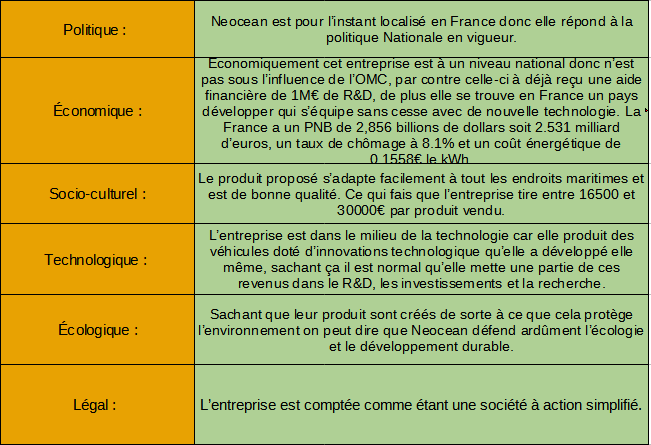 Politique :
Neocean est pour l'instant localisé en France donc elle répond à la
politique Nationale en vigueur.
Économique :
Économiquement cet entreprise est à un niveau national donc n'est
pas sous l'influence de l'OMC, par contre celle-ci à déjà reçu une aide
financière de 1M€ de R&D, de plus elle se trouve en France un pays
développer qui s'équipe sans cesse avec de nouvelle technologie. La
France a un PNB de 2,856 billions de dollars soit 2.531 milliard
d'euros, un taux de chômage à 8.1% et un coût énergétique de
0.1558€ le kWh
Socio-culturel :
Le produit proposé s'adapte facilement à tout les endroits maritimes et
est de bonne qualité. Ce qui fais que l'entreprise tire entre 16500 et
30000€ par produit vendu.
Technologique :
L'entreprise est dans le milieu de la technologie car elle produit des
véhicules doté d'innovations technologique qu'elle a développé elle
même, sachant ça il est normal qu'elle mette une partie de ces
revenus dans le R&D, les investissements et la recherche.
Écologique :
Sachant que leur produit sont créés de sorte à ce que cela protège
l'environnement on peut dire que Neocean défend ardûment l'écologie
et le développement durable.
Légal :
L'entreprise est comptée comme étant une société à action simplifié.